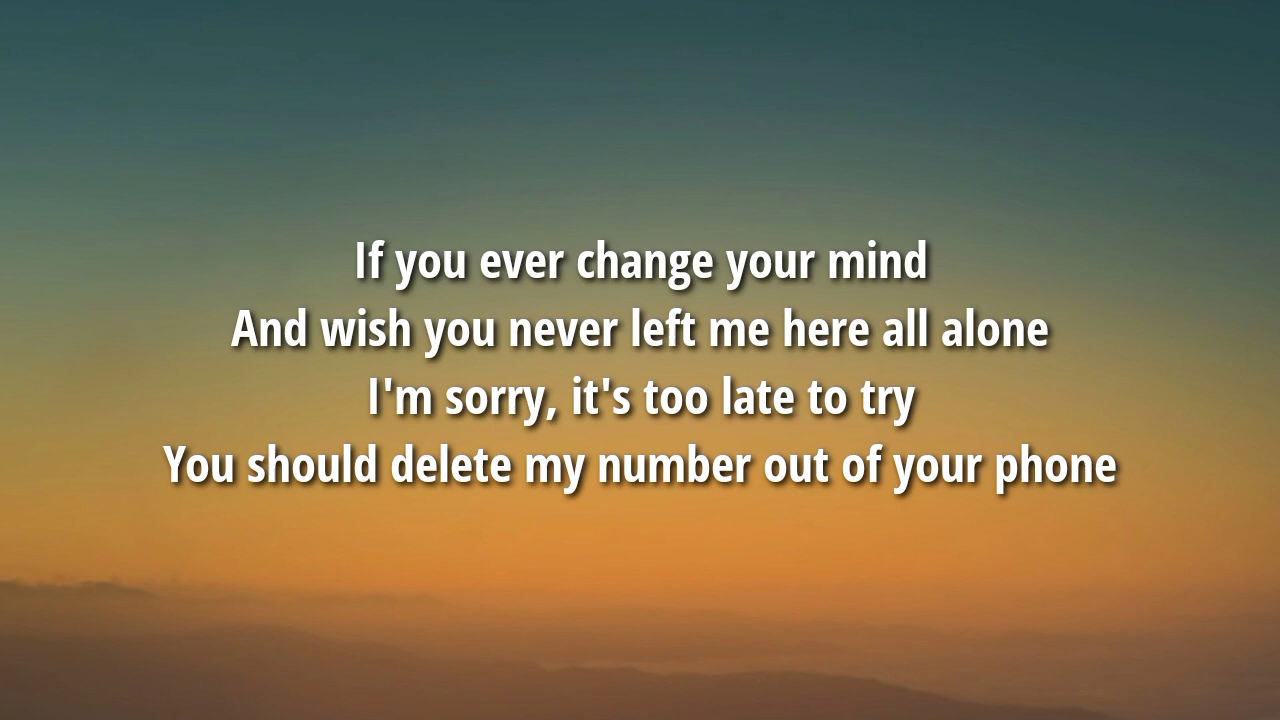 If you ever change your mind
And wish you never left me here all alone
I'm sorry, it's too late to try
You should delete my number out of your phone